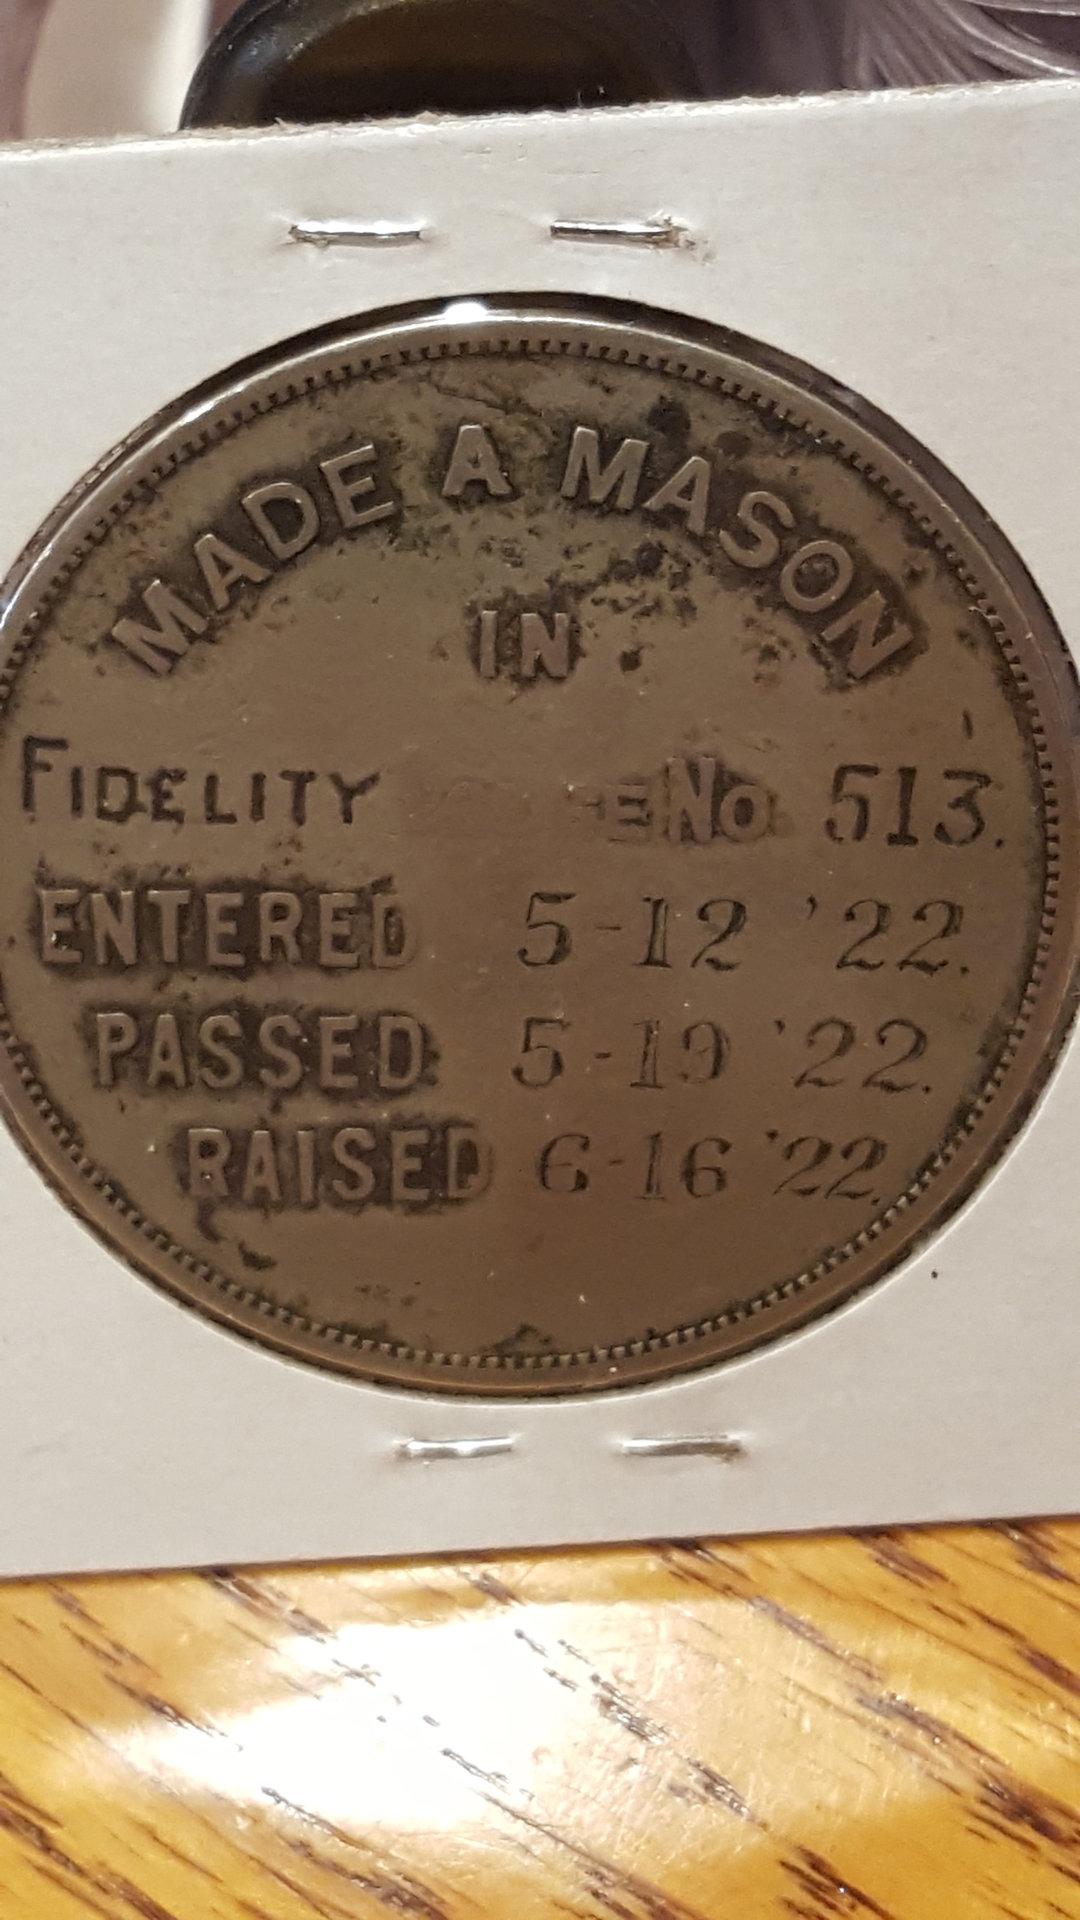 MADE A MASON
IN
FIDELITY No 513.
ENTERED 5-12 '22.
PASSED 5-19 '22.
RAISED 6-16 '22.